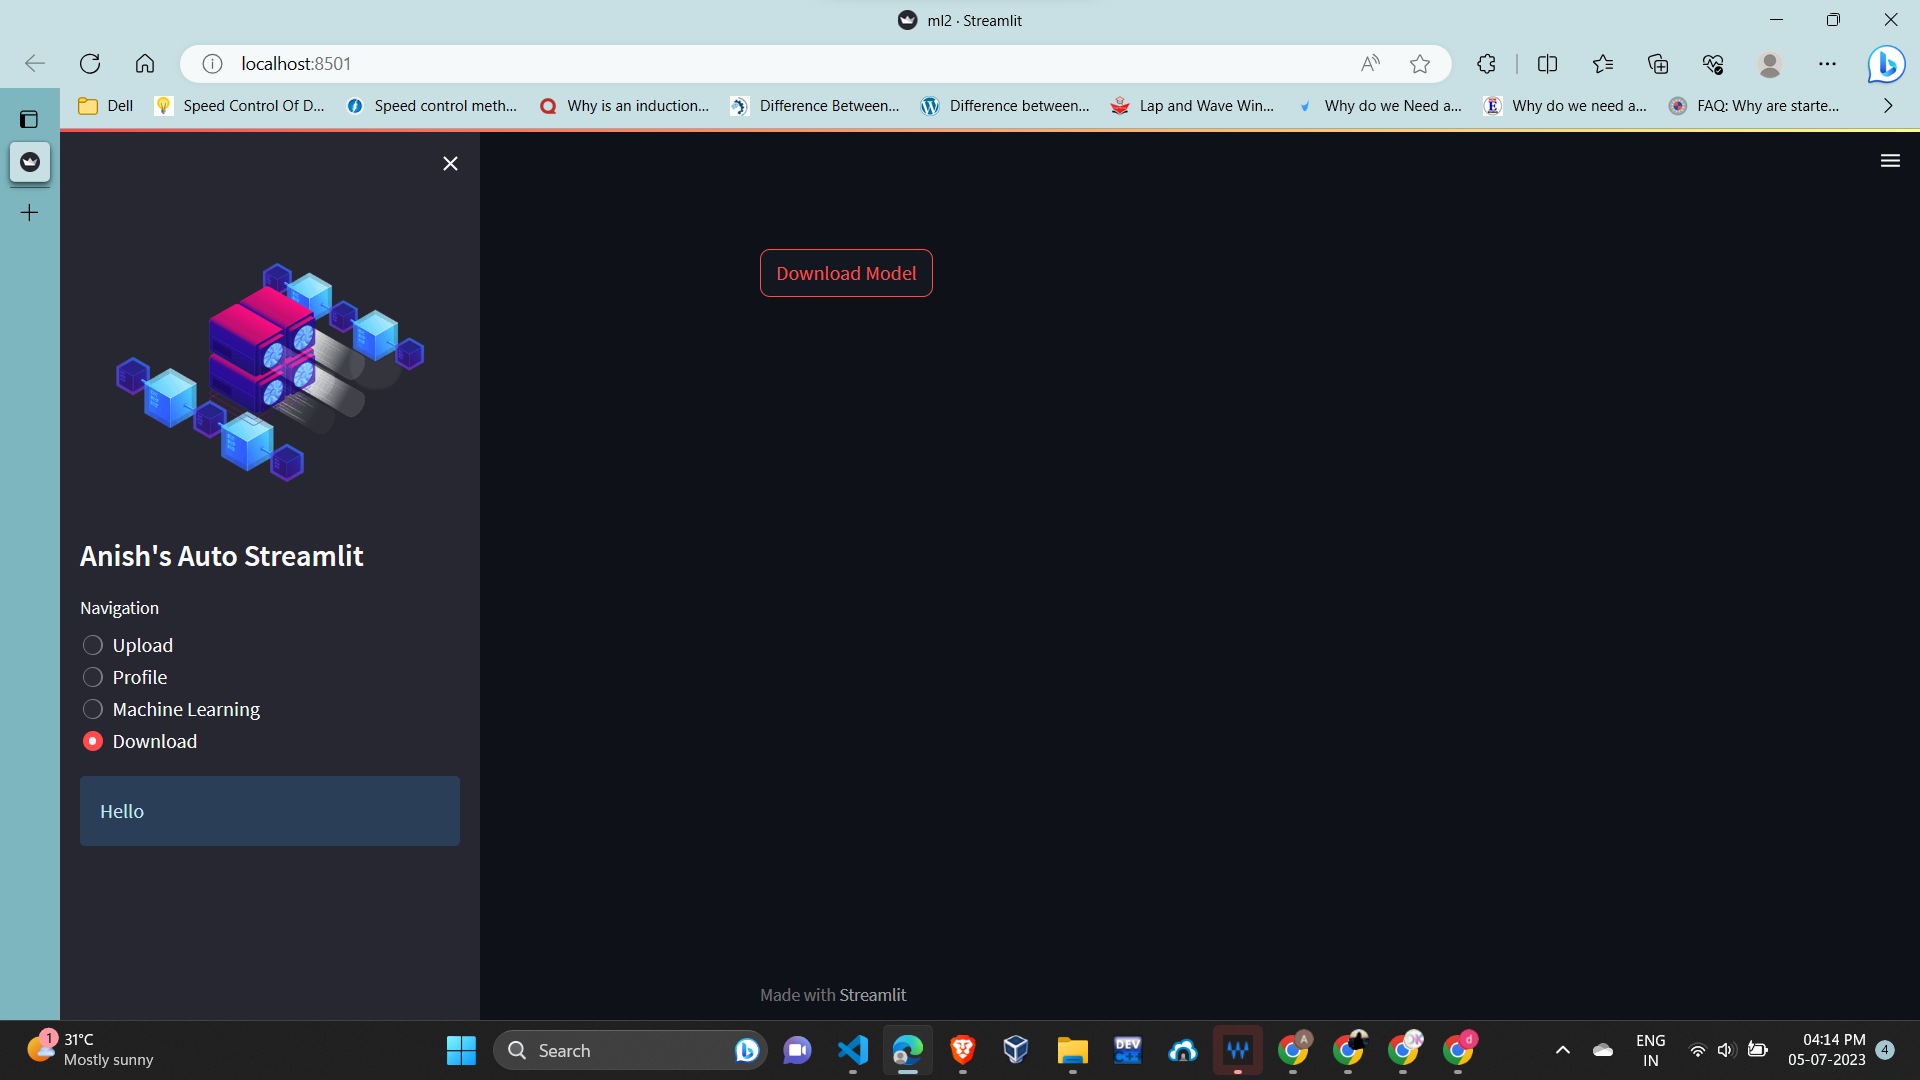 ml2 · Streamlit
localhost:8501
Dell
Speed Control Of D...
Speed control meth...
Why is an induction...
Difference Between...
Difference between...
Lap and Wave Win...
Why do we Need a...
Why do we need a...
FAQ: Why are starte...
Download Model
Anish's Auto Streamlit
Navigation
Upload
Profile
Machine Learning
Download
Hello
Made with Streamlit
1
31°C
Mostly sunny
Search
DEV
C++
A
d
ENG
IN
04:14 PM
05-07-2023
4